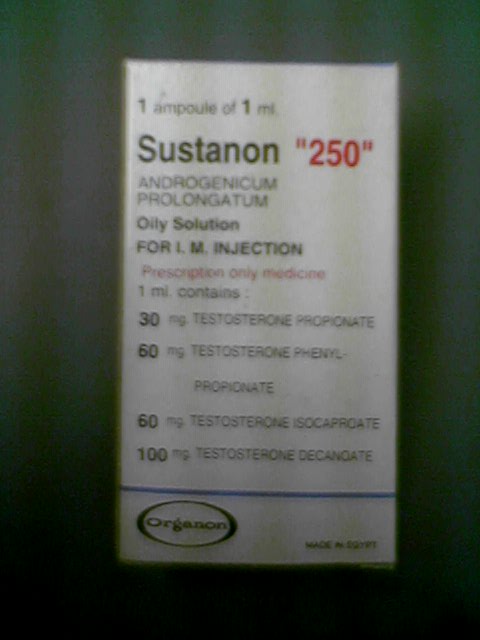 1 ampoule of 1 ml.
Sustanon "250"
ANDROGENICUM
PROLONGATUM
Oily Solution
FOR I. M. INJECTION
Prescription only medicine
1 ml. contains :
30 mg. TESTOSTERONE PROPIONATE
60 mg. TESTOSTERONE PHENYL-
PROPIONATE
60 mg. TESTOSTERONE ISOCAPROATE
100 mg. TESTOSTERONE DECANOATE
Organon
MADE IN EGYPT